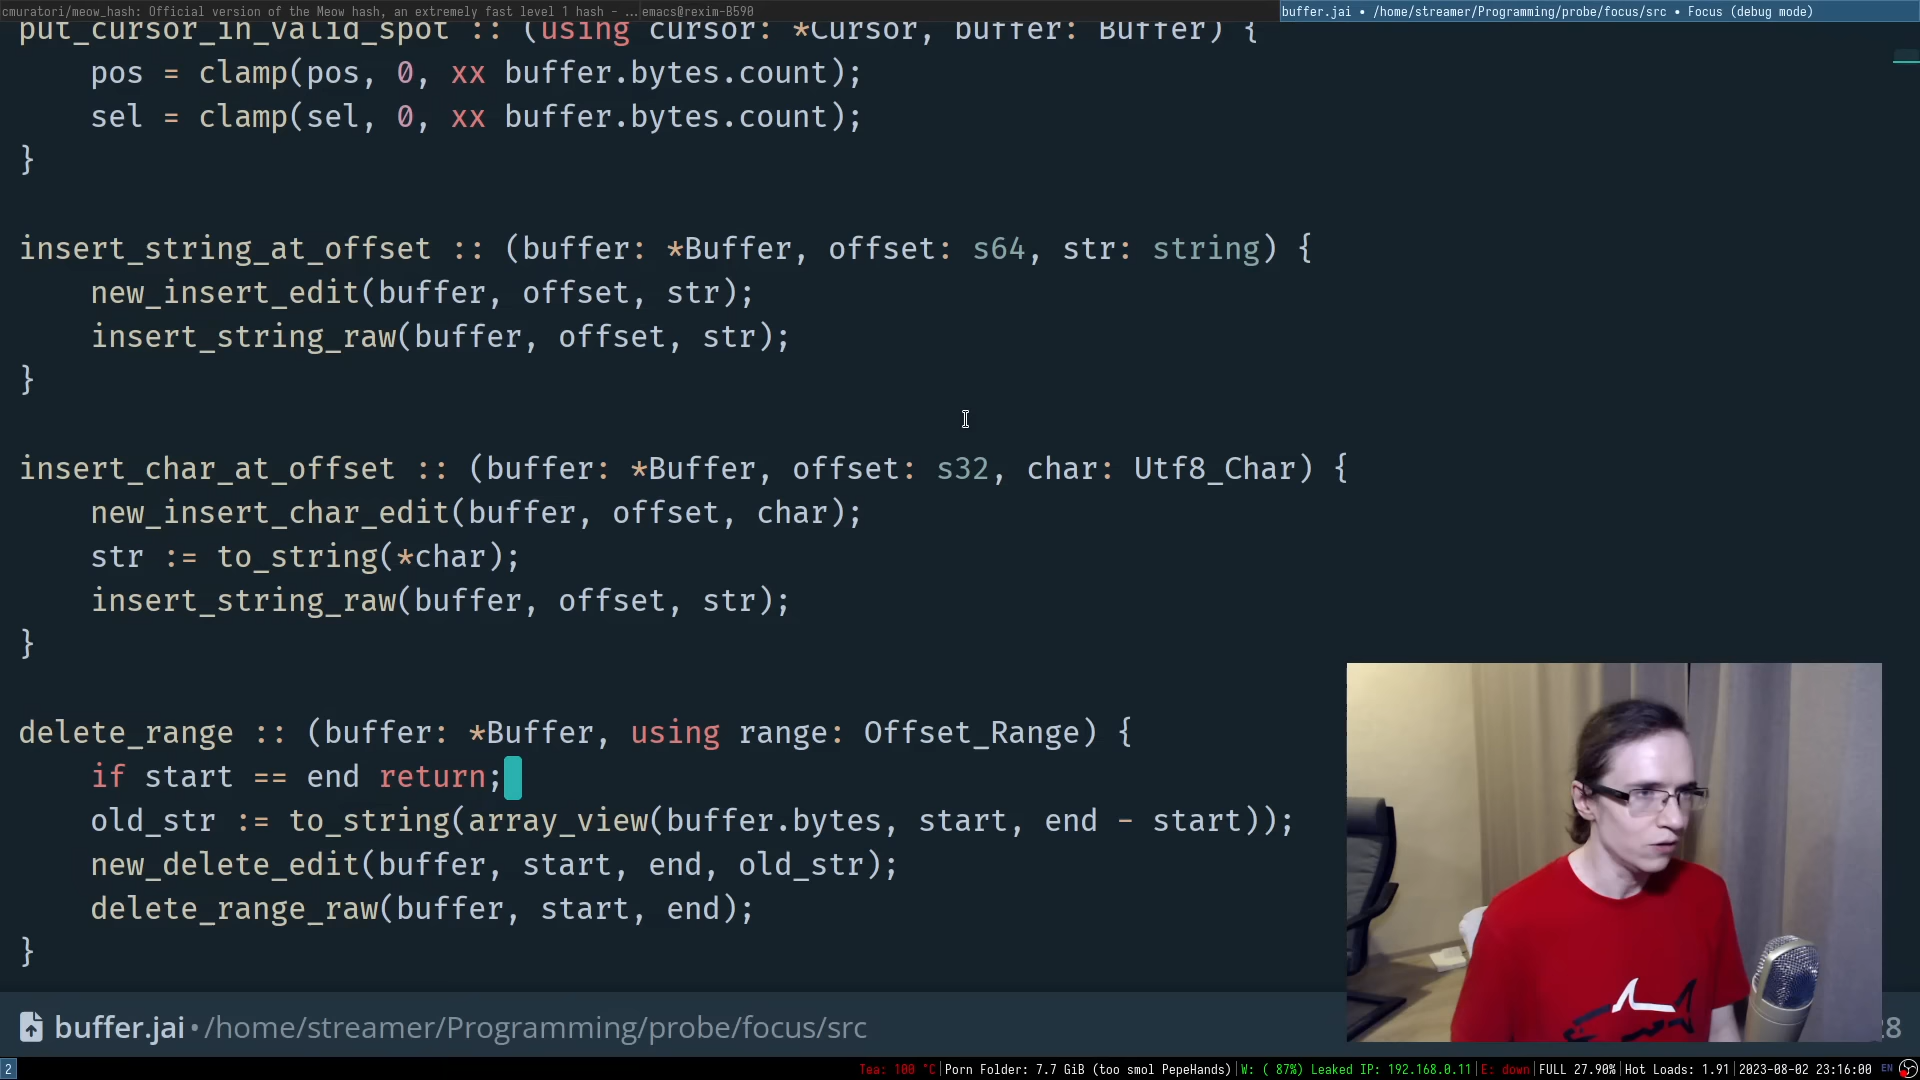 cmuratori/meow_hash: Official version of the Meow hash, an extremely fast level 1 hash - ...
emacs@rexim-B590
buffer.jai • /home/streamer/Programming/probe/focus/src • Focus (debug mode)
put_cursor_in_valid_spot :: (using cursor: *Cursor, buffer: Buffer) {
    pos = clamp(pos, 0, xx buffer.bytes.count);
    sel = clamp(sel, 0, xx buffer.bytes.count);
}
insert_string_at_offset :: (buffer: *Buffer, offset: s64, str: string) {
    new_insert_edit(buffer, offset, str);
    insert_string_raw(buffer, offset, str);
}
insert_char_at_offset :: (buffer: *Buffer, offset: s32, char: Utf8_Char) {
    new_insert_char_edit(buffer, offset, char);
    str := to_string(*char);
    insert_string_raw(buffer, offset, str);
}
delete_range :: (buffer: *Buffer, using range: Offset_Range) {
    if start == end return;
    old_str := to_string(array_view(buffer.bytes, start, end - start));
    new_delete_edit(buffer, start, end, old_str);
    delete_range_raw(buffer, start, end);
}
buffer.jai • /home/streamer/Programming/probe/focus/src
28
2
Tea: 100 °C|Porn Folder: 7.7 GiB (too smol PepeHands)|W: ( 87%) Leaked IP: 192.168.0.11|E: down|FULL 27.90%|Hot Loads: 1.91|2023-08-02 23:16:00 EN